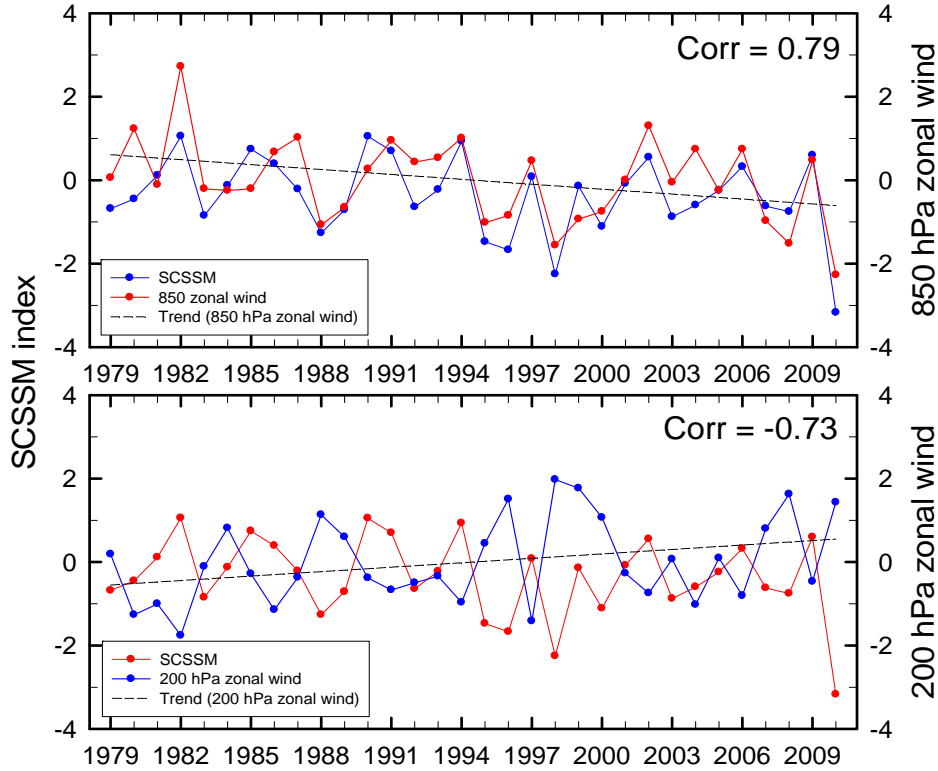 4 4
Corr = 0.79
2 2
0 0
-2 -2
SCSSM
850 zonal wind
Trend (850 hPa zonal wind)
-4 -4
1979 1982 1985 1988 1991 1994 1997 2000 2003 2006 2009
850 hPa zonal wind
SCSSM index
4 4
Corr = -0.73
2 2
0 0
-2 -2
SCSSM
200 hPa zonal wind
Trend (200 hPa zonal wind)
-4 -4
1979 1982 1985 1988 1991 1994 1997 2000 2003 2006 2009
200 hPa zonal wind